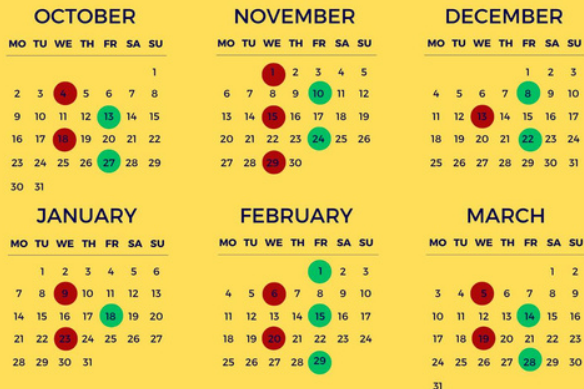 OCTOBER
MO TU WE TH FR SA SU
1
2 3 4 5 6 7 8
9 10 11 12 13 14 15
16 17 18 19 20 21 22
23 24 25 26 27 28 29
30 31
NOVEMBER
MO TU WE TH FR SA SU
1 2 3 4 5
6 7 8 9 10 11 12
13 14 15 16 17 18 19
20 21 22 23 24 25 26
27 28 29 30
DECEMBER
MO TU WE TH FR SA SU
1 2 3
4 5 6 7 8 9 10
11 12 13 14 15 16 17
18 19 20 21 22 23 24
25 26 27 28 29 30 31
JANUARY
MO TU WE TH FR SA SU
1 2 3 4 5 6
7 8 9 10 11 12 13
14 15 16 17 18 19 20
21 22 23 24 25 26 27
28 29 30 31
FEBRUARY
MO TU WE TH FR SA SU
1 2 3
4 5 6 7 8 9 10
11 12 13 14 15 16 17
18 19 20 21 22 23 24
25 26 27 28 29
MARCH
MO TU WE TH FR SA SU
1 2
3 4 5 6 7 8 9
10 11 12 13 14 15 16
17 18 19 20 21 22 23
24 25 26 27 28 29 30
31